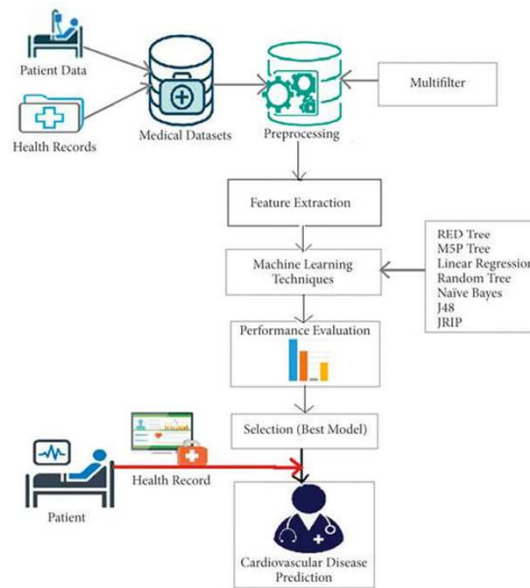 Patient Data
Health Records
Medical Datasets
Preprocessing
Multifilter
Feature Extraction
Machine Learning
Techniques
RED Tree
M5P Tree
Linear Regression
Random Tree
Naïve Bayes
J48
JRIP
Performance Evaluation
Selection (Best Model)
Health Record
Patient
Cardiovascular Disease
Prediction